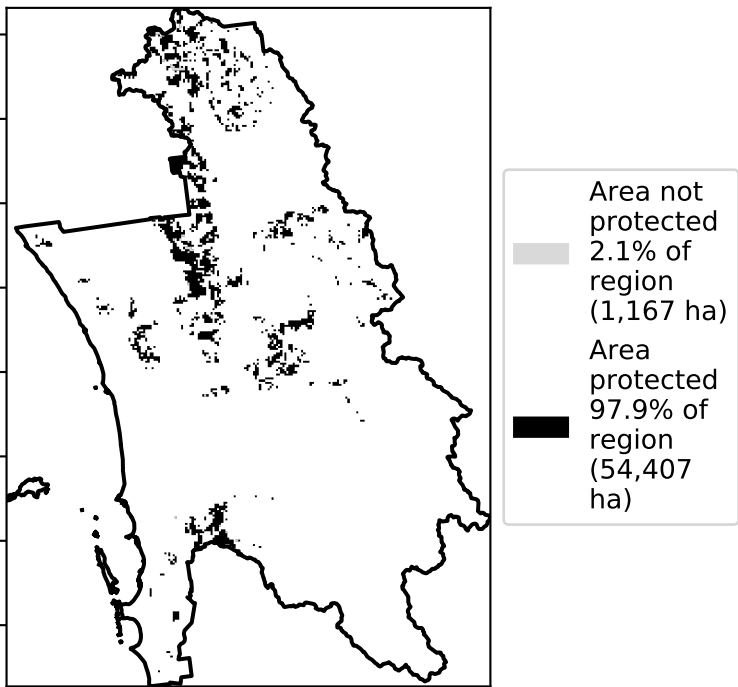 Area not
protected
2.1% of
region
(1,167 ha)
Area
protected
97.9% of
region
(54,407
ha)